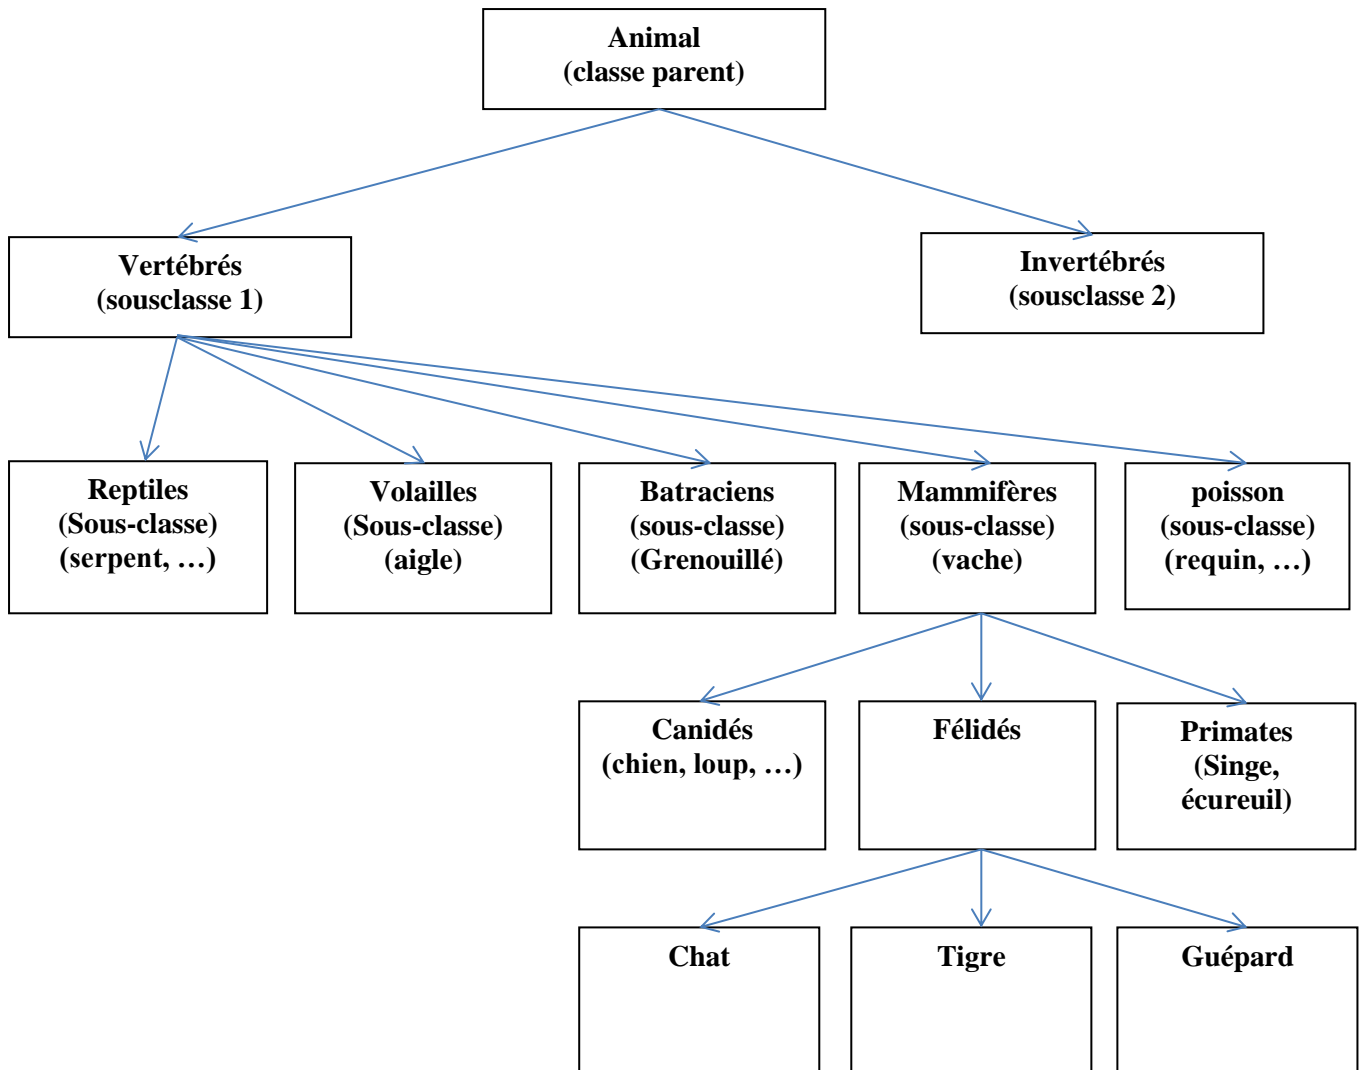 Animal
(classe parent)
Vertébrés
(sousclasse 1)
Invertébrés
(sousclasse 2)
Reptiles
(Sous-classe)
(serpent, …)
Volailles
(Sous-classe)
(aigle)
Batraciens
(sous-classe)
(Grenouillé)
Mammifères
(sous-classe)
(vache)
poisson
(sous-classe)
(requin, …)
Canidés
(chien, loup, …)
Félidés
Primates
(Singe,
écureuil)
Chat
Tigre
Guépard